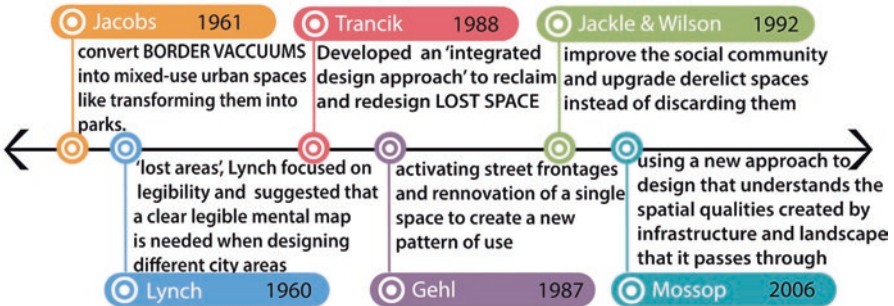 Jacobs 1961
convert BORDER VACCUUMS
into mixed-use urban spaces
like transforming them into
parks.
Trancik 1988
Developed an 'integrated
design approach' to reclaim
and redesign LOST SPACE
Jackle & Wilson 1992
improve the social community
and upgrade derelict spaces
instead of discarding them
'lost areas', Lynch focused on
legibility and suggested that
a clear legible mental map
is needed when designing
different city areas
Lynch 1960
activating street frontages
and rennovation of a single
space to create a new
pattern of use
Gehl 1987
using a new approach to
design that understands the
spatial qualities created by
infrastructure and landscape
that it passes through
Mossop 2006